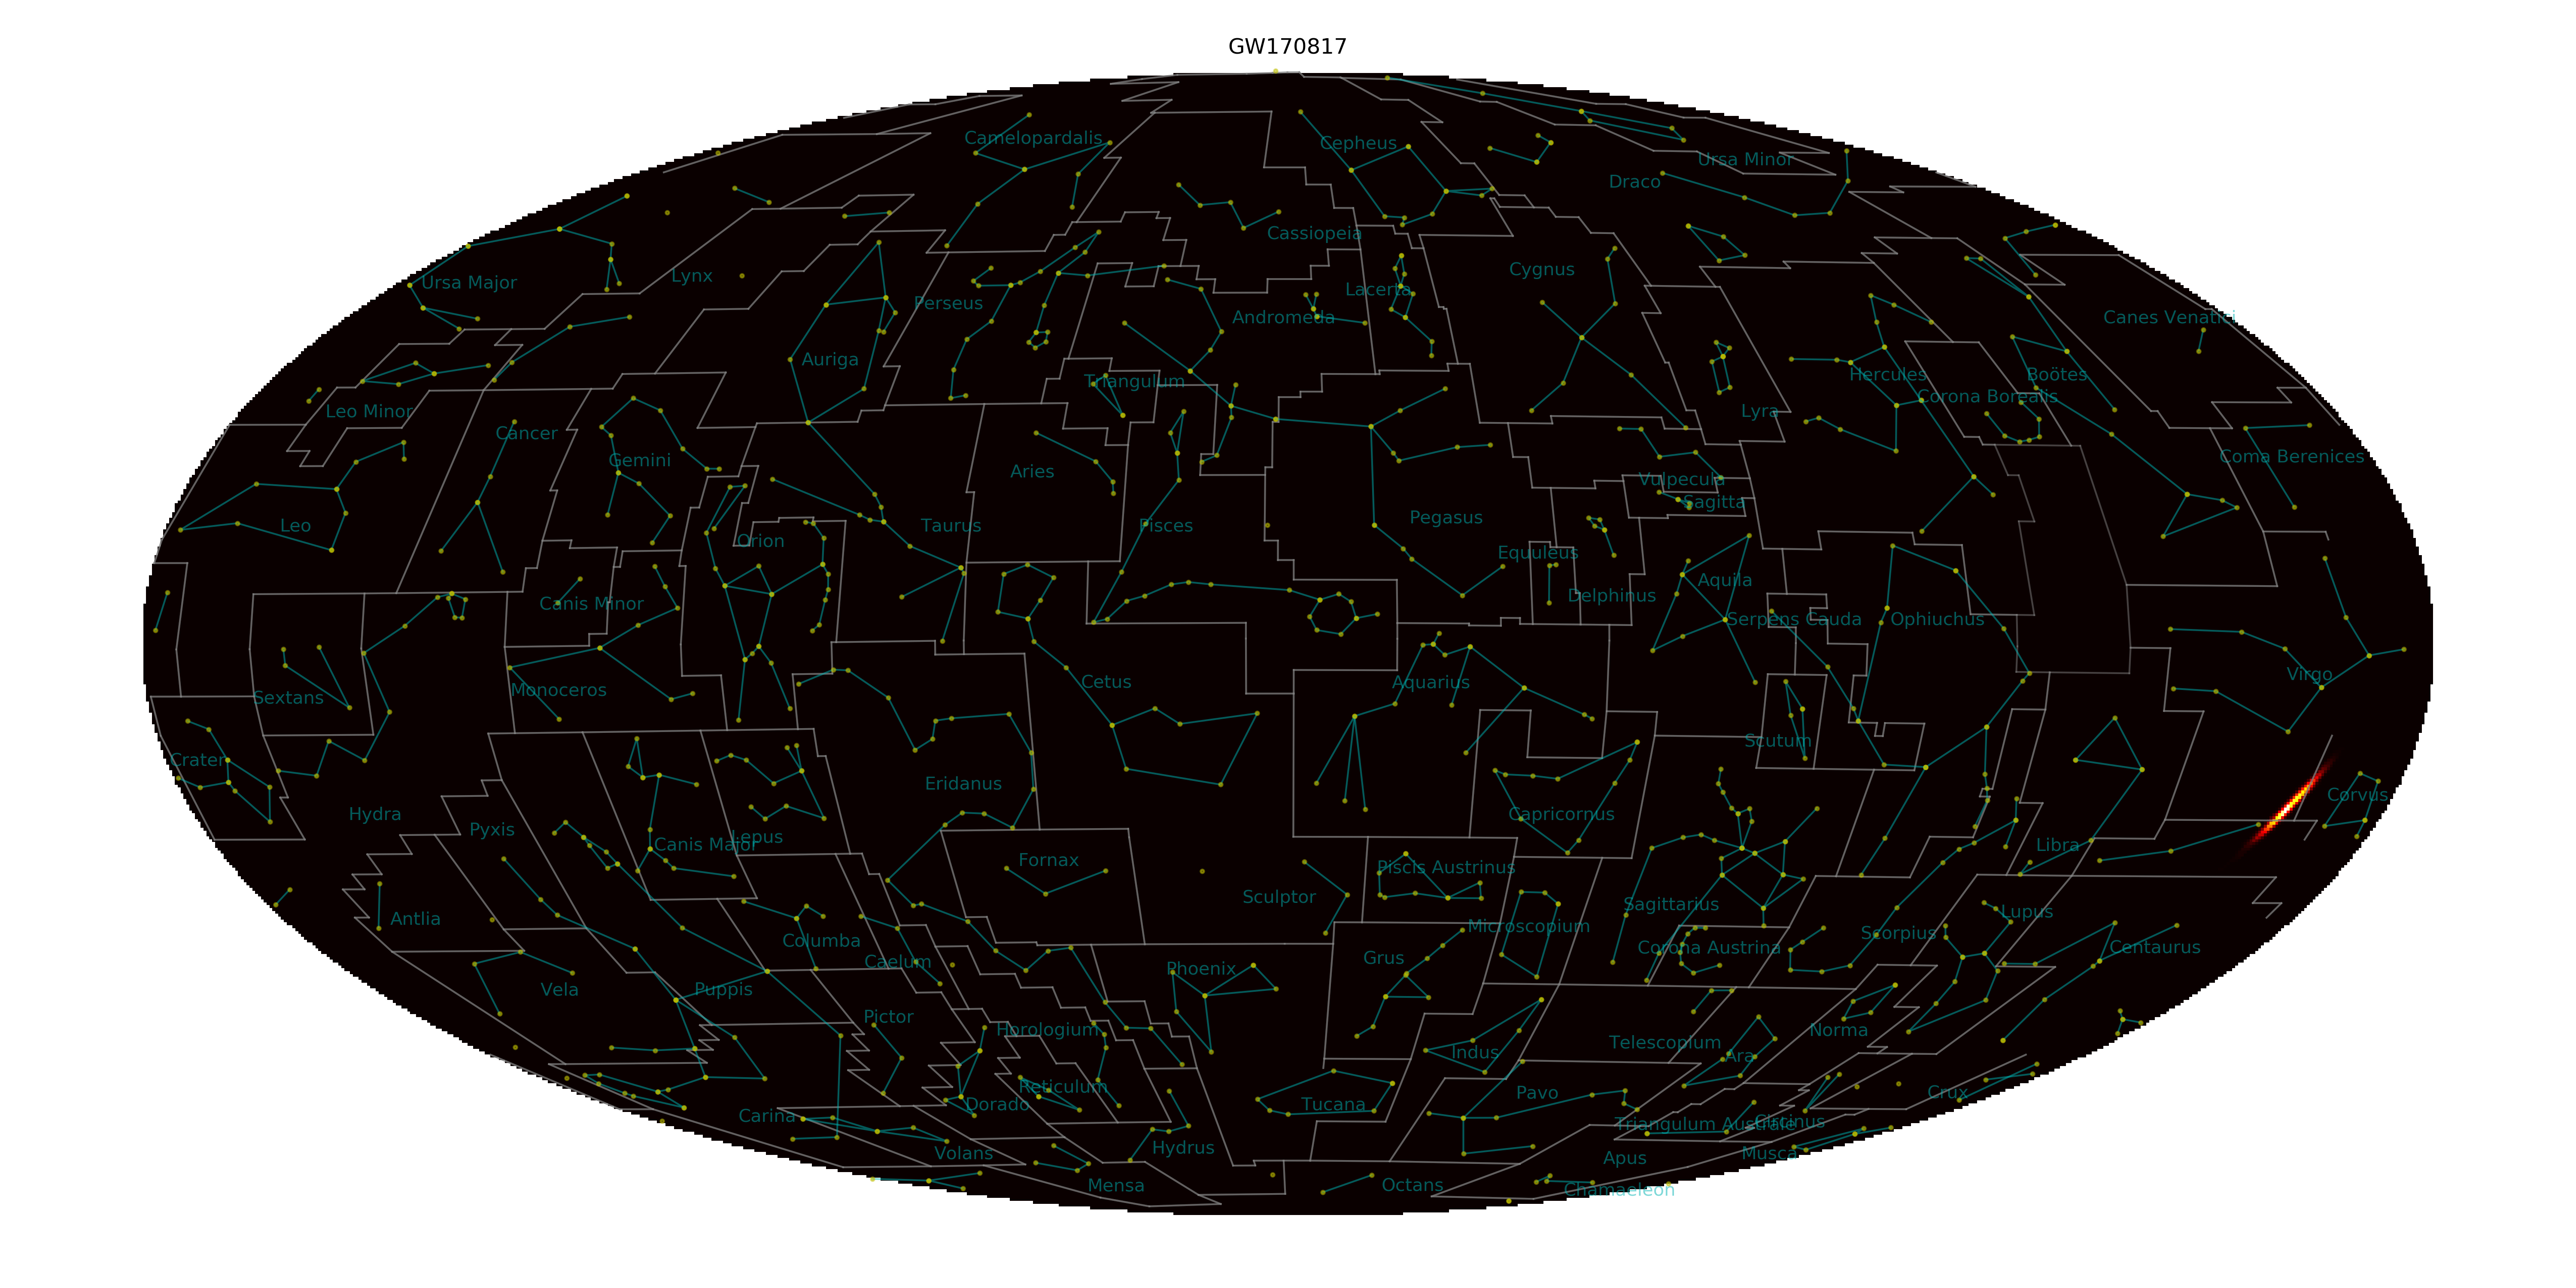 GW170817
Camelopardalis
Cepheus
Ursa Minor
Draco
Cassiopeia
Ursa Major
Lynx
Perseus
Andromeda
Lacerta
Cygnus
Canes Venatici
Auriga
Triangulum
Hercules
Boötes
Corona Borealis
Leo Minor
Lyra
Cancer
Gemini
Aries
Coma Berenices
Vulpecula
Sagitta
Leo
Orion
Taurus
Pisces
Pegasus
Equuleus
Canis Minor
Delphinus
Aquila
Serpens Cauda
Ophiuchus
Sextans
Monoceros
Cetus
Aquarius
Virgo
Crater
Scutum
Eridanus
Hydra
Pyxis
Canis Major
Lepus
Capricornus
Corvus
Libra
Fornax
Piscis Austrinus
Sculptor
Sagittarius
Lupus
Antlia
Columba
Microscopium
Scorpius
Corona Austrina
Centaurus
Caelum
Phoenix
Grus
Vela
Puppis
Pictor
Horologium
Norma
Telescopium
Indus
Ara
Reticulum
Pavo
Crux
Carina
Dorado
Tucana
Triangulum Australe
Circinus
Volans
Hydrus
Apus
Musca
Mensa
Octans
Chamaeleon